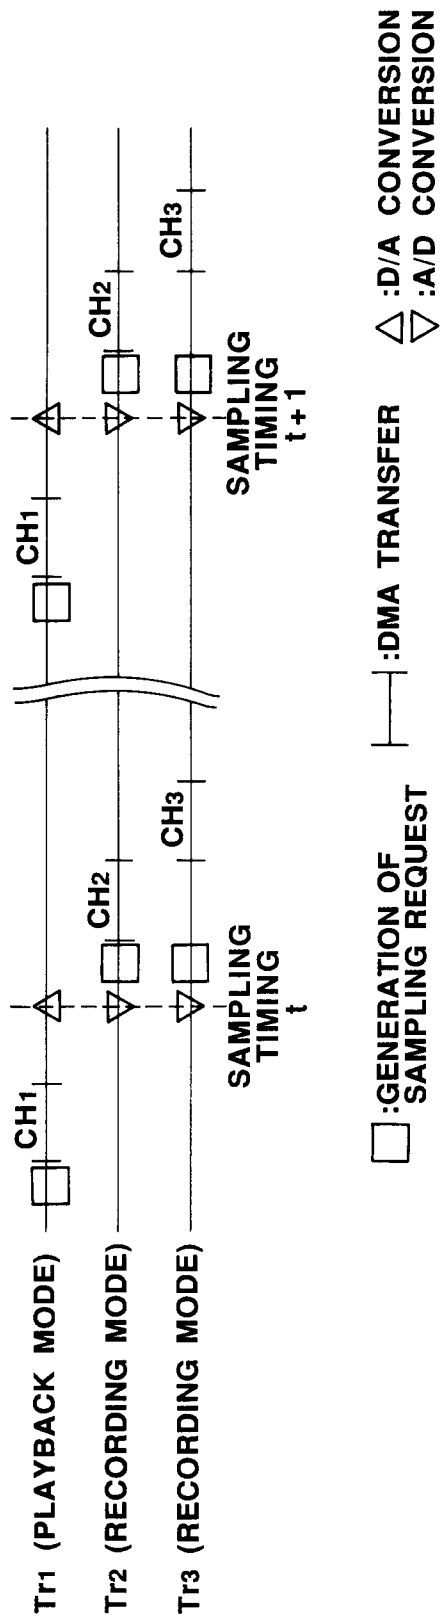 Tr1 (PLAYBACK MODE)
CH1
CH1
Tr2 (RECORDING MODE)
CH2
CH2
Tr3 (RECORDING MODE)
CH3
CH3
SAMPLING
TIMING
t
SAMPLING
TIMING
t + 1
:GENERATION OF
SAMPLING REQUEST
:DMA TRANSFER
:D/A CONVERSION
:A/D CONVERSION